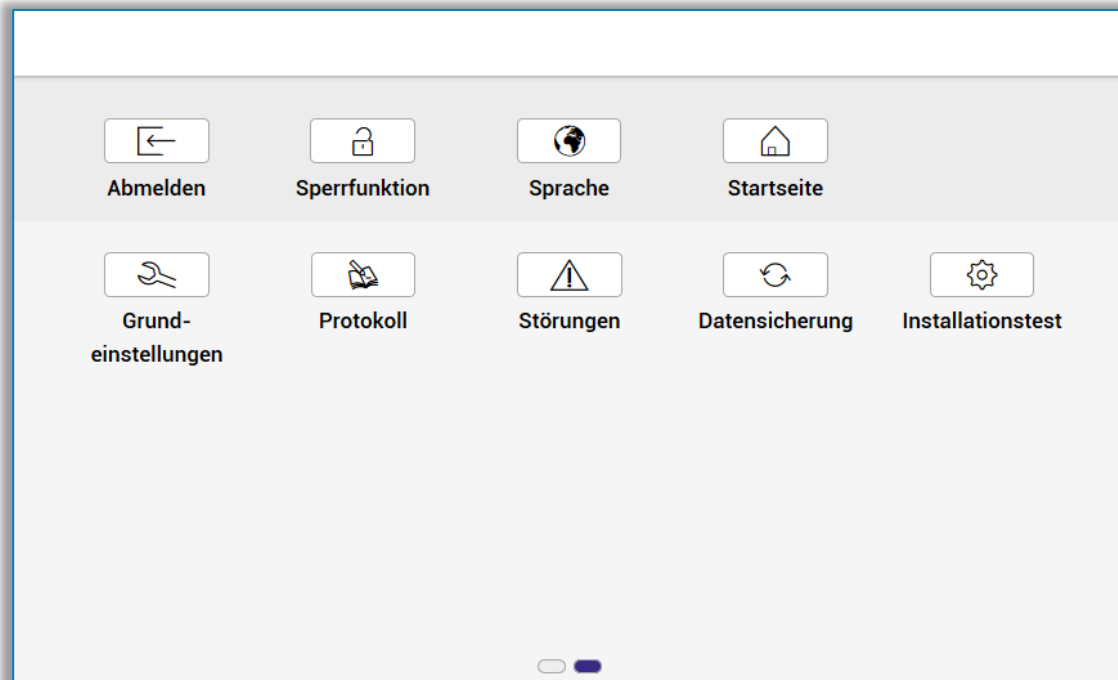 Abmelden
Sperrfunktion
Sprache
Startseite
Grund-
einstellungen
Protokoll
Störungen
Datensicherung
Installationstest